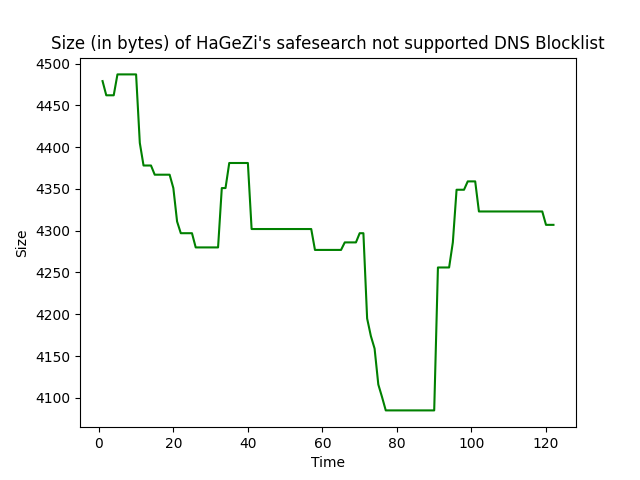 Size (in bytes) of HaGeZi's safesearch not supported DNS Blocklist
4500
4450
4400
4350
4300
4250
4200
4150
4100
Size
0 20 40 60 80 100 120
Time